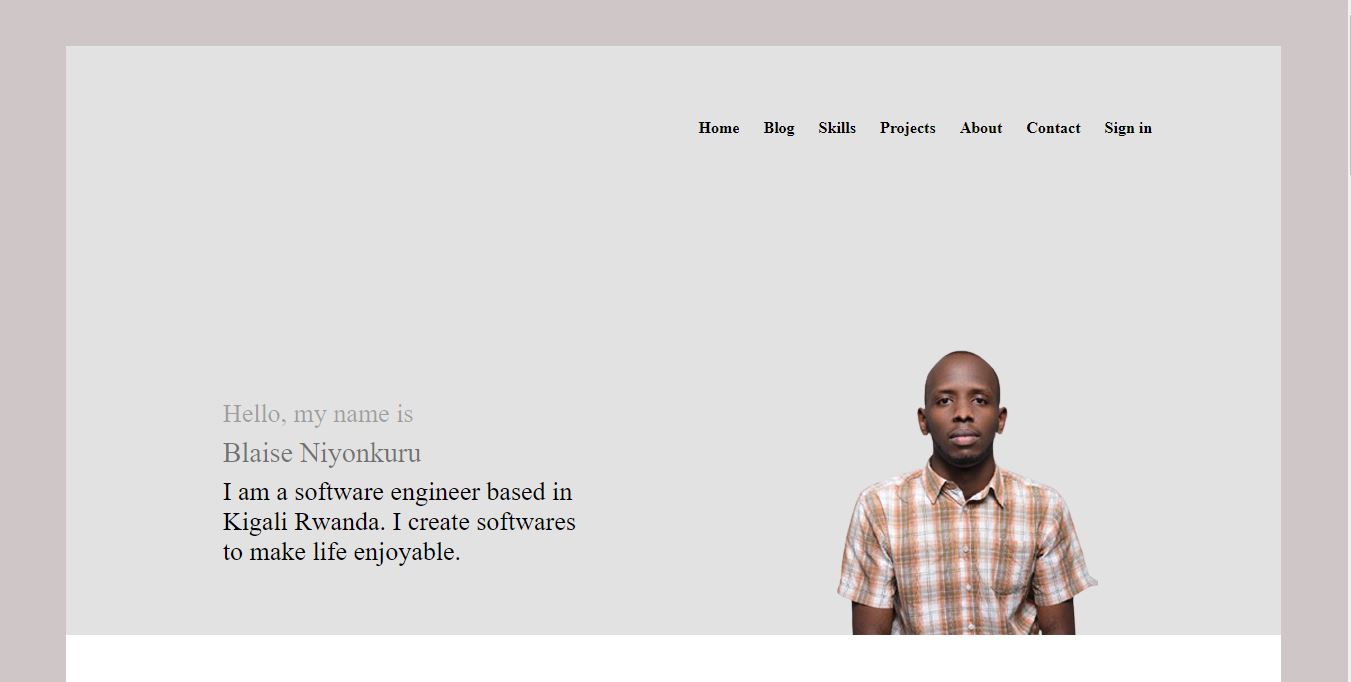 Home Blog Skills Projects About Contact Sign in
Hello, my name is
Blaise Niyonkuru
I am a software engineer based in
Kigali Rwanda. I create softwares
to make life enjoyable.